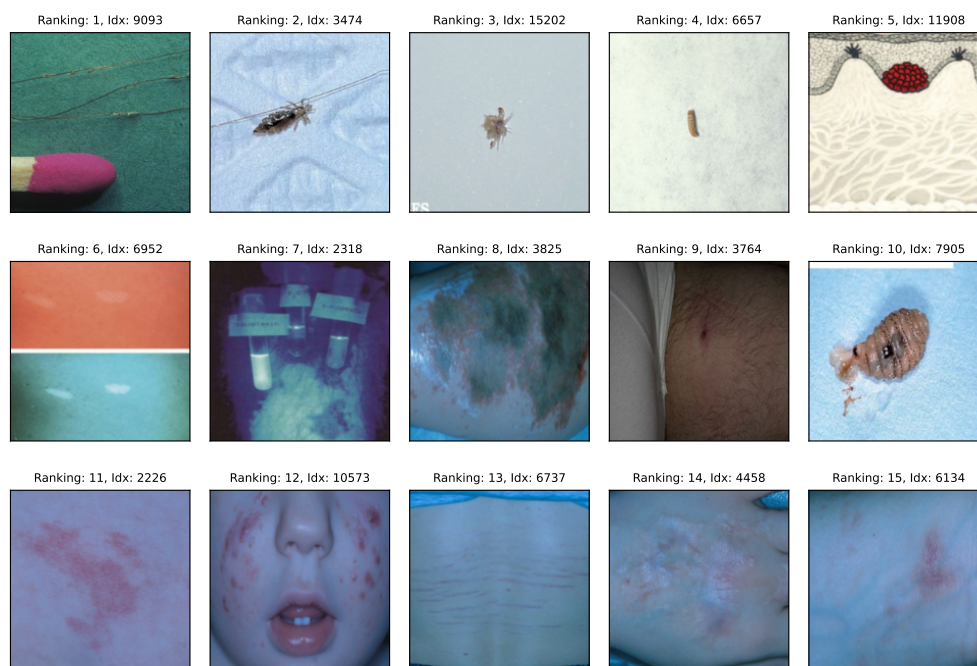 Ranking: 1, Idx: 9093
Ranking: 2, Idx: 3474
Ranking: 3, Idx: 15202
Ranking: 4, Idx: 6657
Ranking: 5, Idx: 11908
ES
Ranking: 6, Idx: 6952
Ranking: 7, Idx: 2318
Ranking: 8, Idx: 3825
Ranking: 9, Idx: 3764
Ranking: 10, Idx: 7905
Ranking: 11, Idx: 2226
Ranking: 12, Idx: 10573
Ranking: 13, Idx: 6737
Ranking: 14, Idx: 4458
Ranking: 15, Idx: 6134